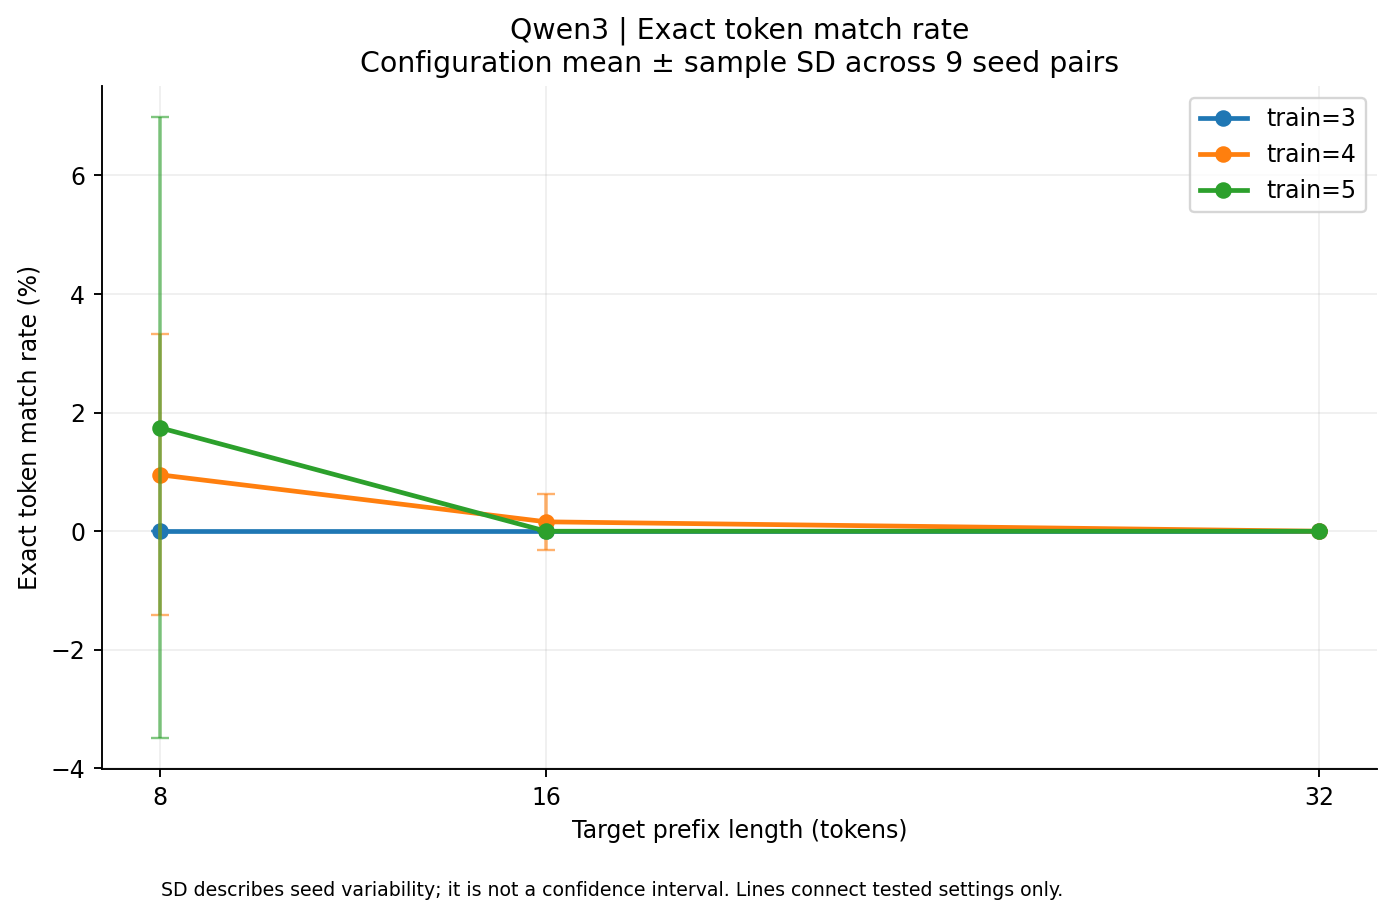 Qwen3 | Exact token match rate
Configuration mean ± sample SD across 9 seed pairs
train=3
train=4
train=5
Exact token match rate (%)
6
4
2
0
−2
−4
8
16
32
Target prefix length (tokens)
SD describes seed variability; it is not a confidence interval. Lines connect tested settings only.